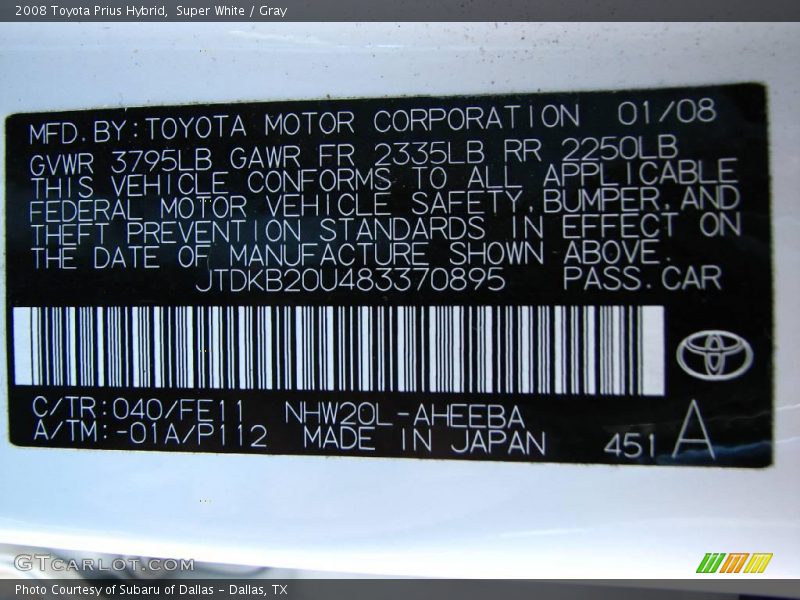 2008 Toyota Prius Hybrid, Super White / Gray
MFD. BY: TOYOTA MOTOR CORPORATION 01/08
GVWR 3795LB GAWR FR 2335LB RR 2250LB
THIS VEHICLE CONFORMS TO ALL APPLICABLE
FEDERAL MOTOR VEHICLE SAFETY, BUMPER, AND
THEFT PREVENTION STANDARDS IN EFFECT ON
THE DATE OF MANUFACTURE SHOWN ABOVE.
JTDKB20U483370895 PASS. CAR
C/TR: 040/FE11 NHW20L-AHEEBA
A/TM: -01A/P112 MADE IN JAPAN 451 A
GTCARLOT.COM
Photo Courtesy of Subaru of Dallas - Dallas, TX